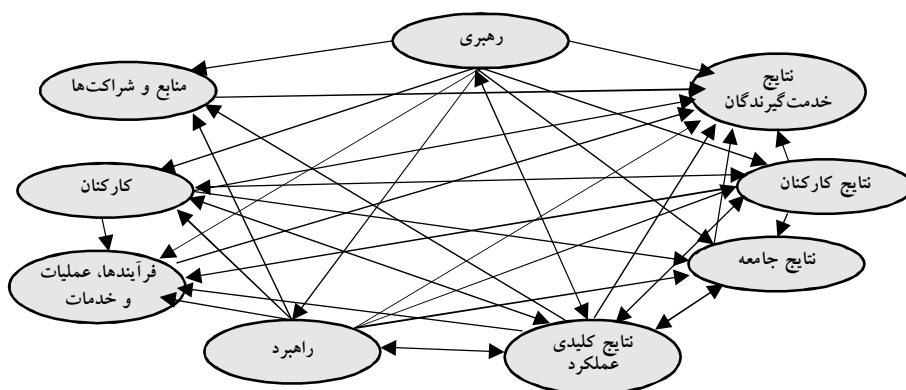 رهبری
منابع و شراکت‌ها
نتایج
خدمت‌گیرندگان
کارکنان
نتایج کارکنان
فرآیندها، عملیات
و خدمات
نتایج جامعه
راهبرد
نتایج کلیدی
عملکرد